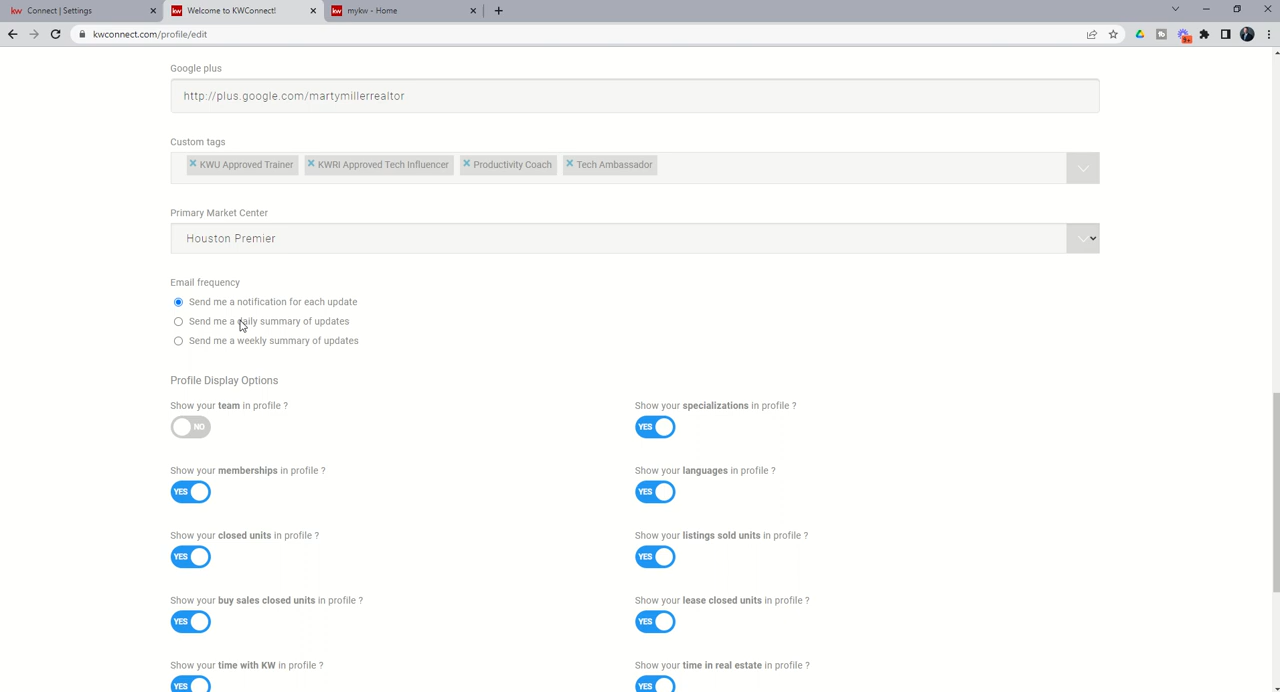 kw Connect | Settings
kw Welcome to KWConnect!
kw mykw - Home
kwconnect.com/profile/edit
9+
Google plus
http://plus.google.com/martymillerrealtor
Custom tags
× KWU Approved Trainer × KWRI Approved Tech Influencer × Productivity Coach × Tech Ambassador
Primary Market Center
Houston Premier
Email frequency
Send me a notification for each update
Send me a daily summary of updates
Send me a weekly summary of updates
Profile Display Options
Show your team in profile ?
Show your specializations in profile ?
NO
YES
Show your memberships in profile ?
Show your languages in profile ?
YES
YES
Show your closed units in profile ?
Show your listings sold units in profile ?
YES
YES
Show your buy sales closed units in profile ?
Show your lease closed units in profile ?
YES
YES
Show your time with KW in profile ?
Show your time in real estate in profile ?
YES
YES